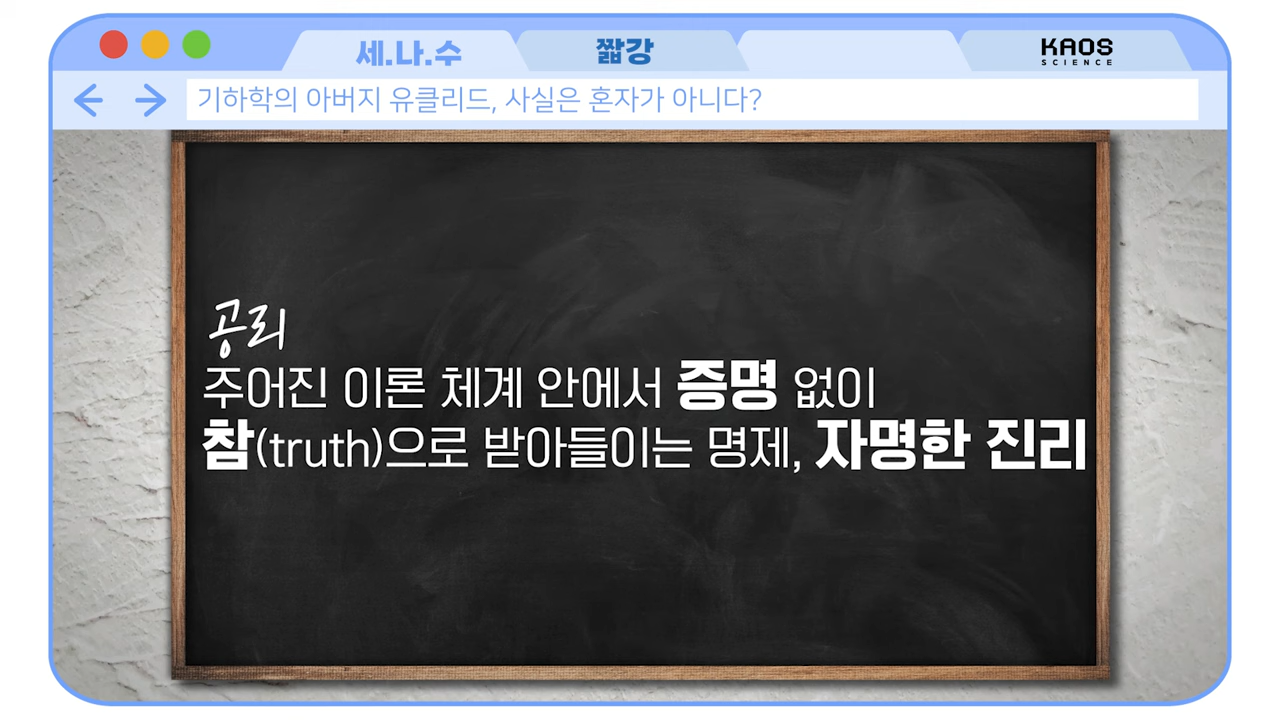 세.나.수
짧강
KAOS
SCIENCE
기하학의 아버지 유클리드, 사실은 혼자가 아니다?
공리
주어진 이론 체계 안에서 증명 없이
참(truth)으로 받아들이는 명제, 자명한 진리